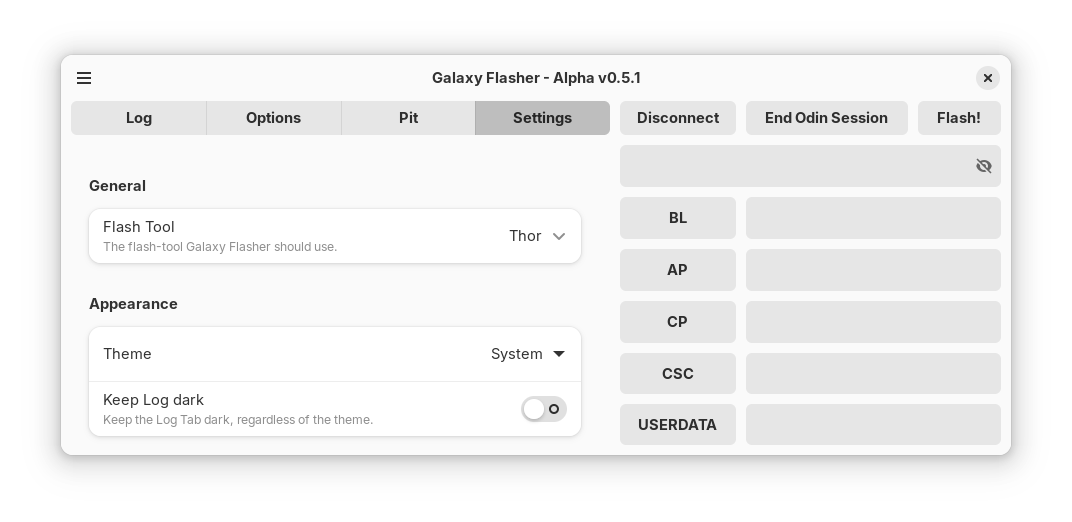 Galaxy Flasher - Alpha v0.5.1
Log Options Pit Settings Disconnect End Odin Session Flash!
General
Flash Tool
The flash-tool Galaxy Flasher should use.
Thor
Appearance
Theme
System
Keep Log dark
Keep the Log Tab dark, regardless of the theme.
BL
AP
CP
CSC
USERDATA